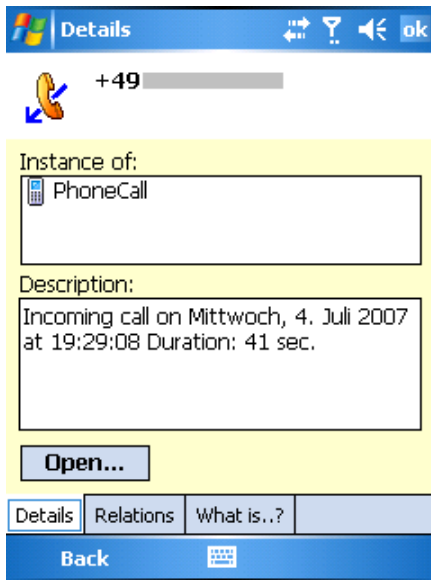 Details ok
+49
Instance of:
PhoneCall
Description:
Incoming call on Mittwoch, 4. Juli 2007
at 19:29:08 Duration: 41 sec.
Open...
Details Relations What is..?
Back